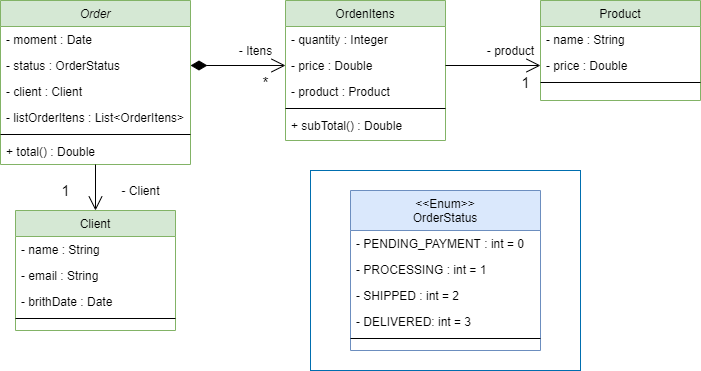 Order
- moment : Date
- status : OrderStatus
- client : Client
- listOrderItens : List<OrderItens>
+ total() : Double
- Itens
*
OrdenItens
- quantity : Integer
- price : Double
- product : Product
+ subTotal() : Double
- product
1
Product
- name : String
- price : Double
1
- Client
Client
- name : String
- email : String
- brithDate : Date
<<Enum>>
OrderStatus
- PENDING_PAYMENT : int = 0
- PROCESSING : int = 1
- SHIPPED : int = 2
- DELIVERED: int = 3